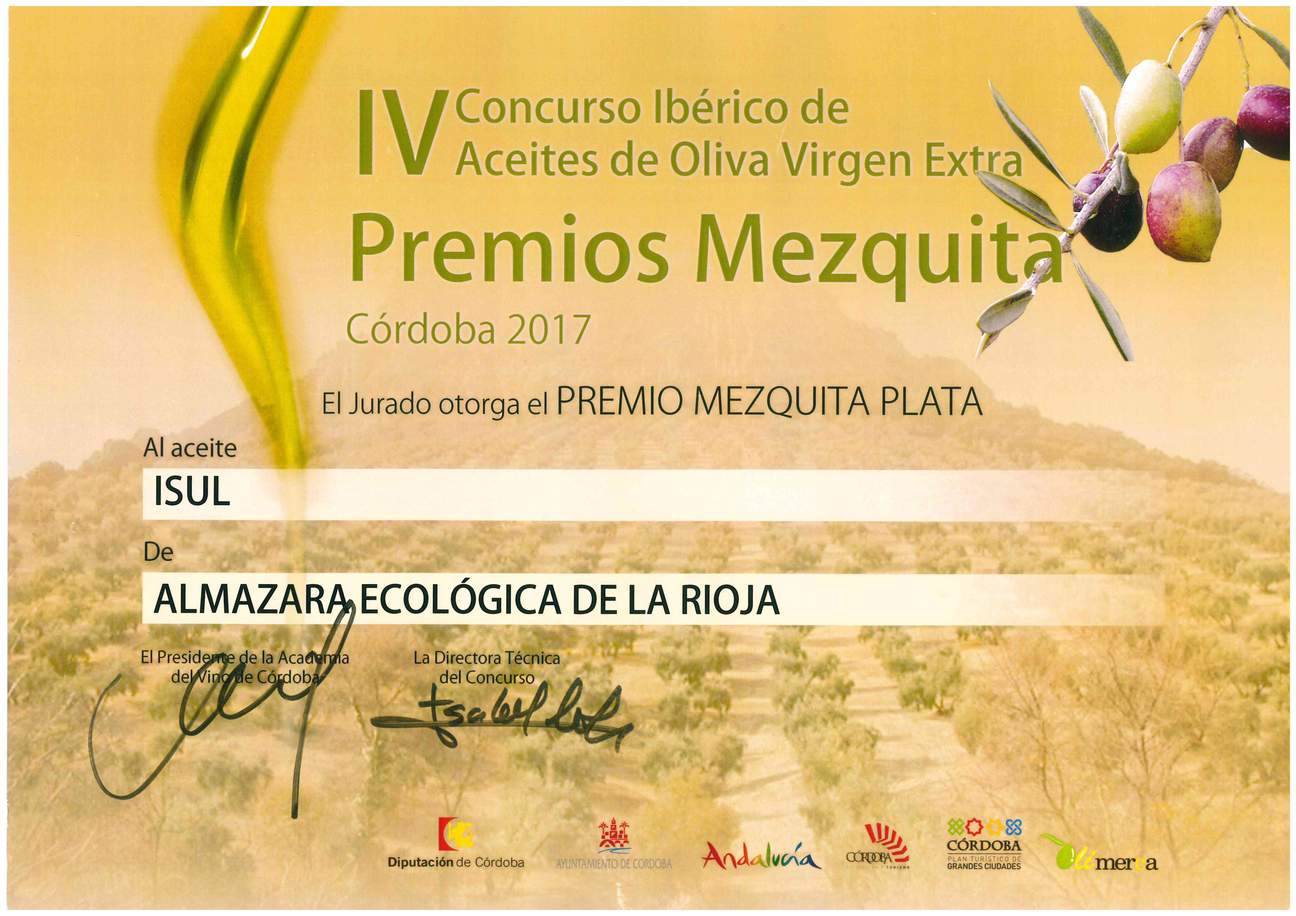 IV Concurso Ibérico de
Aceites de Oliva Virgen Extra
Premios Mezquita
Córdoba 2017
El Jurado otorga el PREMIO MEZQUITA PLATA
Al aceite
ISUL
De
ALMAZARA ECOLÓGICA DE LA RIOJA
El Presidente de la Academia
del Vino de Córdoba
La Directora Técnica
del Concurso
Diputación de Córdoba
AYUNTAMIENTO DE CÓRDOBA
Andalucía
CÓRDOBA
TURISMO
CÓRDOBA
PLAN TURÍSTICO DE
GRANDES CIUDADES